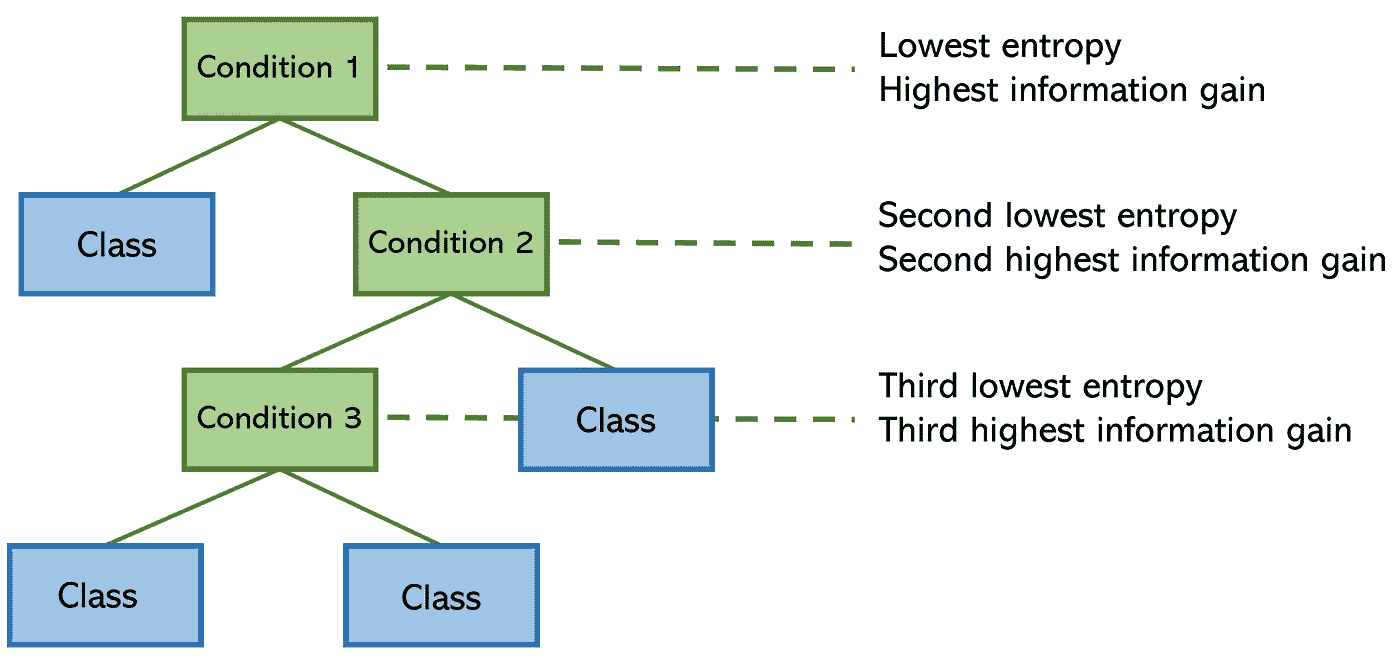 Condition 1
Lowest entropy
Highest information gain
Class
Condition 2
Second lowest entropy
Second highest information gain
Condition 3
Class
Third lowest entropy
Third highest information gain
Class
Class